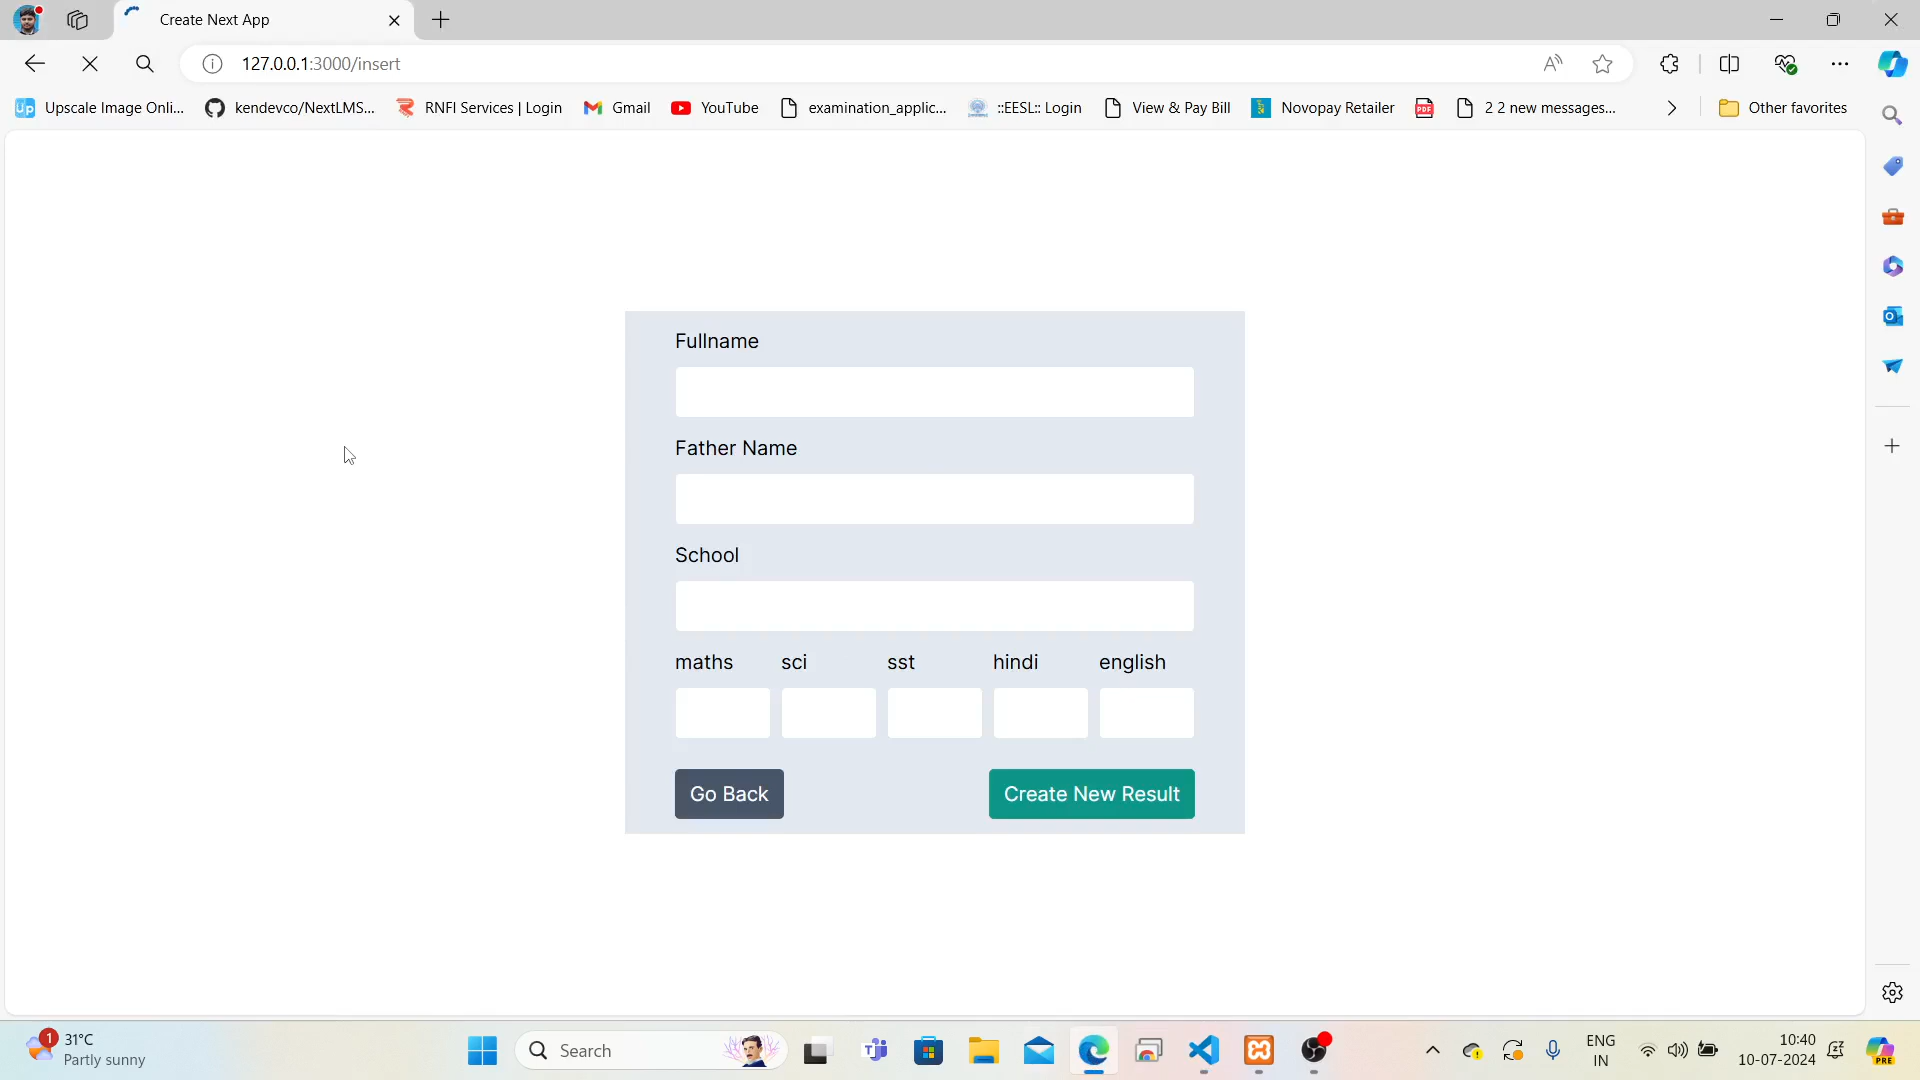 Create Next App
127.0.0.1:3000/insert
Upscale Image Onli...
kendevco/NextLMS...
RNFI Services | Login
Gmail
YouTube
examination_applic...
::EESL:: Login
View & Pay Bill
Novopay Retailer
2 2 new messages...
Other favorites
Fullname
Father Name
School
maths sci sst hindi english
Go Back Create New Result
1
31°C
Partly sunny
Search
ENG
IN
10:40
10-07-2024
PRE